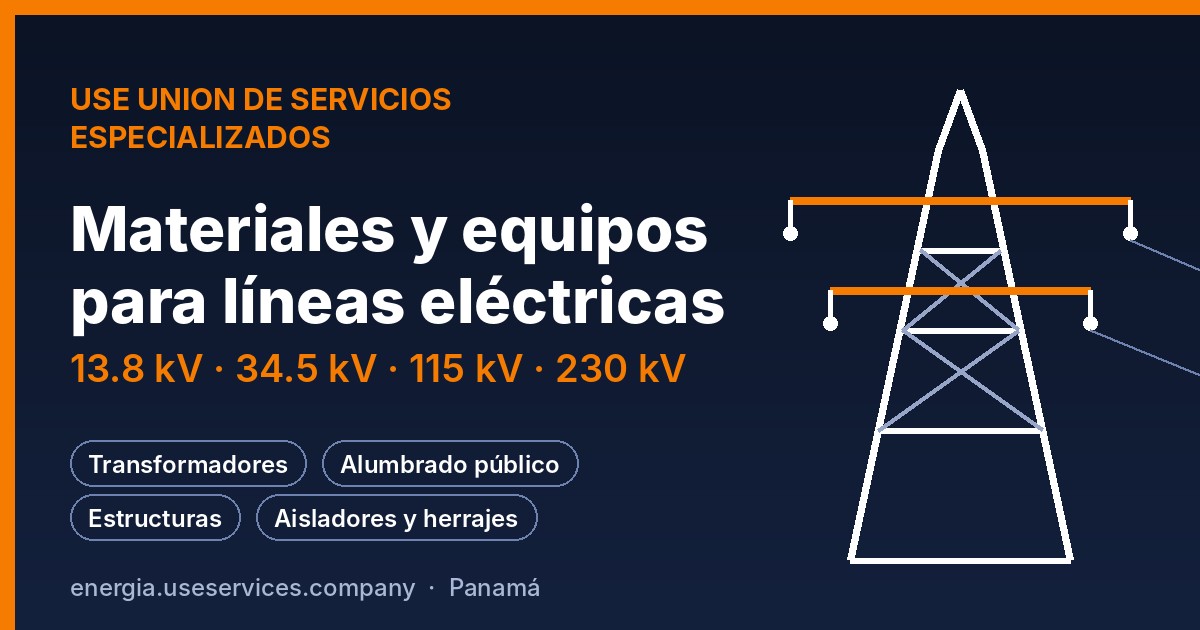 USE UNION DE SERVICIOS
ESPECIALIZADOS
Materiales y equipos
para líneas eléctricas
13.8 kV · 34.5 kV · 115 kV · 230 kV
Transformadores
Alumbrado público
Estructuras
Aisladores y herrajes
energia.useservices.company · Panamá